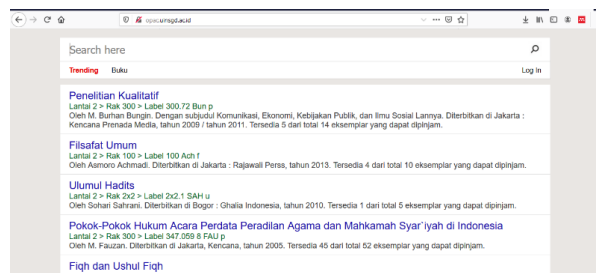 opac.uinsgd.ac.id
Search here
Trending Buku Log In
Penelitian Kualitatif
Lantai 2 > Rak 300 > Label 300.72 Bun p
Oleh M. Burhan Bungin. Dengan subjudul Komunikasi, Ekonomi, Kebijakan Publik, dan Ilmu Sosial Lannya. Diterbitkan di Jakarta :
Kencana Prenada Media, tahun 2009 / tahun 2011. Tersedia 5 dari total 14 eksemplar yang dapat dipinjam.
Filsafat Umum
Lantai 2 > Rak 100 > Label 100 Ach f
Oleh Asmoro Achmadi. Diterbitkan di Jakarta : Rajawali Perss, tahun 2013. Tersedia 4 dari total 10 eksemplar yang dapat dipinjam.
Ulumul Hadits
Lantai 2 > Rak 2x2 > Label 2x2.1 SAH u
Oleh Sohari Sahrani. Diterbitkan di Bogor : Ghalia Indonesia, tahun 2010. Tersedia 1 dari total 5 eksemplar yang dapat dipinjam.
Pokok-Pokok Hukum Acara Perdata Peradilan Agama dan Mahkamah Syar`iyah di Indonesia
Lantai 2 > Rak 300 > Label 347.059 8 FAU p
Oleh M. Fauzan. Diterbitkan di Jakarta, Kencana, tahun 2005. Tersedia 45 dari total 52 eksemplar yang dapat dipinjam.
Fiqh dan Ushul Fiqh